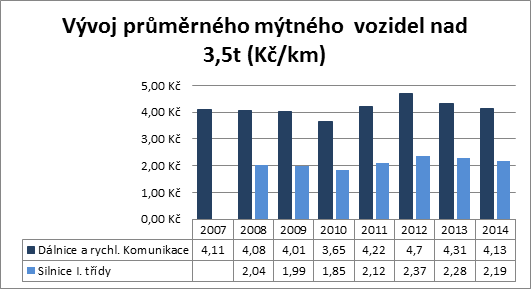 Vývoj průměrného mýtného vozidel nad
3,5t (Kč/km)
5,00 Kč
4,00 Kč
3,00 Kč
2,00 Kč
1,00 Kč
0,00 Kč
2007 2008 2009 2010 2011 2012 2013 2014
Dálnice a rychl. Komunikace 4,11 4,08 4,01 3,65 4,22 4,7 4,31 4,13
Silnice I. třídy 2,04 1,99 1,85 2,12 2,37 2,28 2,19